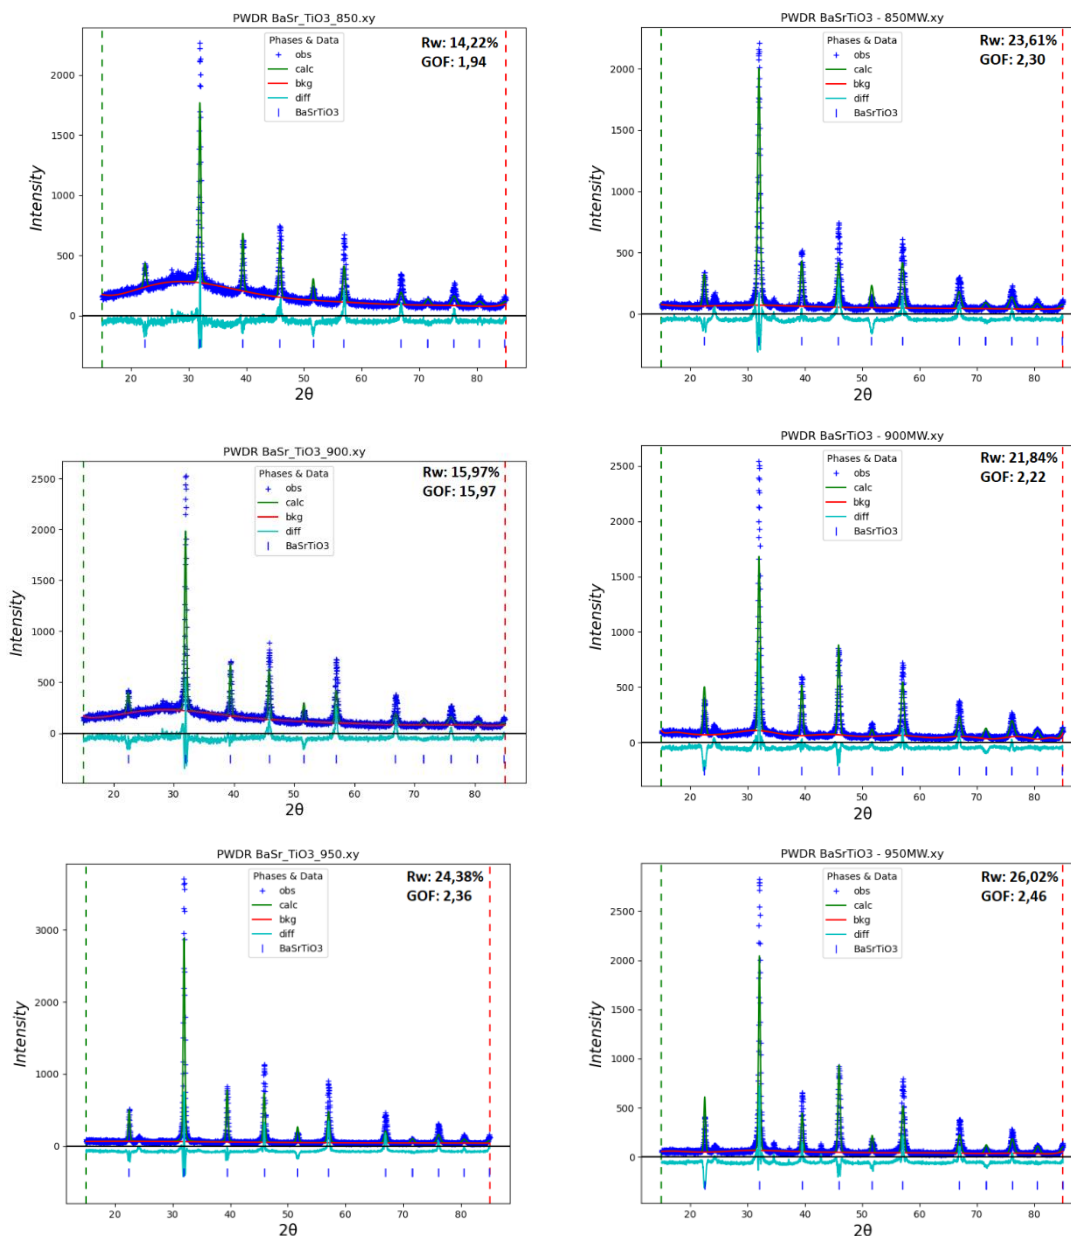 PWDR BaSr_TiO3_850.xy
Rw: 14,22%
GOF: 1,94
Phases & Data
obs
calc
bkg
diff
BaSrTiO3
2000
1500
1000
500
0
Intensity
20 30 40 50 60 70 80
2θ
PWDR BaSrTiO3 - 850MW.xy
Rw: 23,61%
GOF: 2,30
Phases & Data
obs
calc
bkg
diff
BaSrTiO3
2000
1500
1000
500
0
Intensity
20 30 40 50 60 70 80
2θ
PWDR BaSr_TiO3_900.xy
Rw: 15,97%
GOF: 15,97
Phases & Data
obs
calc
bkg
diff
BaSrTiO3
2500
2000
1500
1000
500
0
Intensity
20 30 40 50 60 70 80
2θ
PWDR BaSrTiO3 - 900MW.xy
Rw: 21,84%
GOF: 2,22
Phases & Data
obs
calc
bkg
diff
BaSrTiO3
2500
2000
1500
1000
500
0
Intensity
20 30 40 50 60 70 80
2θ
PWDR BaSr_TiO3_950.xy
Rw: 24,38%
GOF: 2,36
Phases & Data
obs
calc
bkg
diff
BaSrTiO3
3000
2000
1000
0
Intensity
20 30 40 50 60 70 80
2θ
PWDR BaSrTiO3 - 950MW.xy
Rw: 26,02%
GOF: 2,46
Phases & Data
obs
calc
bkg
diff
BaSrTiO3
2500
2000
1500
1000
500
0
Intensity
20 30 40 50 60 70 80
2θ